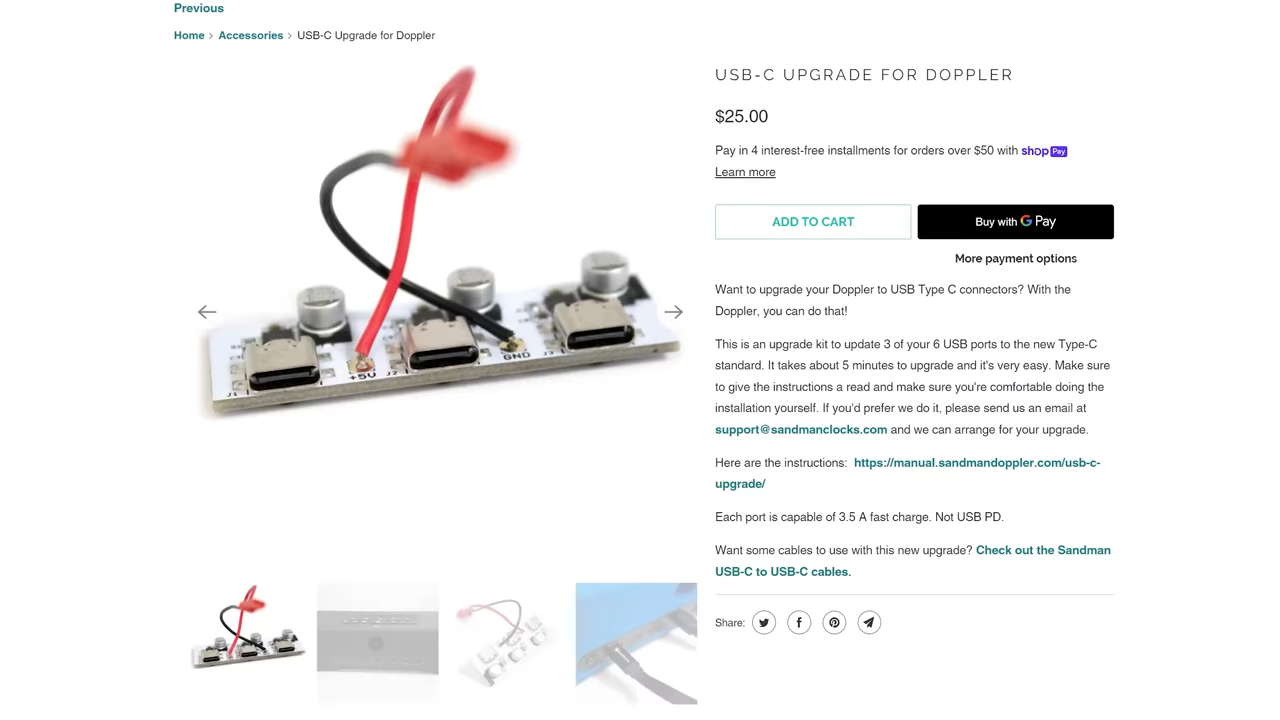 Previous
Home > Accessories > USB-C Upgrade for Doppler
USB-C UPGRADE FOR DOPPLER
$25.00
Pay in 4 interest-free installments for orders over $50 with shop Pay
Learn more
ADD TO CART
Buy with G Pay
More payment options
Want to upgrade your Doppler to USB Type C connectors? With the
Doppler, you can do that!
This is an upgrade kit to update 3 of your 6 USB ports to the new Type-C
standard. It takes about 5 minutes to upgrade and it's very easy. Make sure
to give the instructions a read and make sure you're comfortable doing the
installation yourself. If you'd prefer we do it, please send us an email at
support@sandmanclocks.com and we can arrange for your upgrade.
Here are the instructions: https://manual.sandmandoppler.com/usb-c-
upgrade/
Each port is capable of 3.5 A fast charge. Not USB PD.
Want some cables to use with this new upgrade? Check out the Sandman
USB-C to USB-C cables.
Share:
J1
+5V
J2
GND
J3